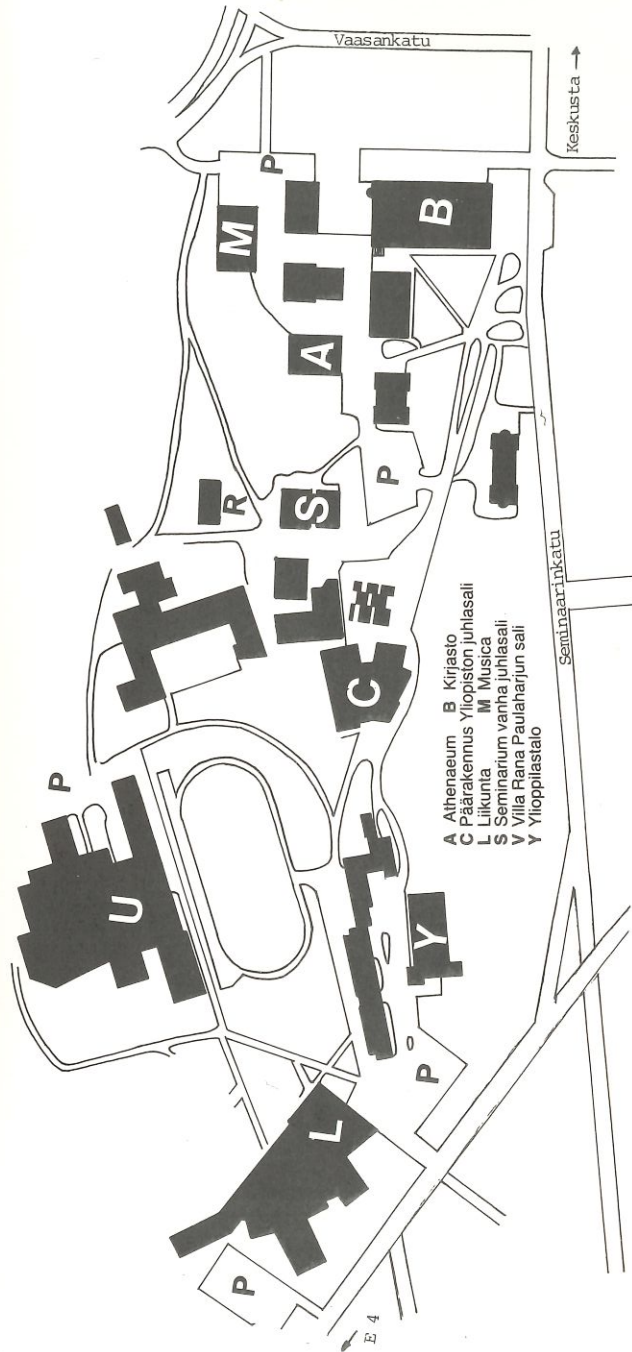 Vaasankatu
Keskusta →
P
M
B
A
P
S
R
C
Seminaarinkatu
A Athenaeum B Kirjasto
C Päärakennus Yliopiston juhlasali
L Liikunta M Musica
S Seminarium vanha juhlasali
V Villa Rana Paulaharjun sali
Y Ylioppilastalo
P
U
Y
P
L
P
← E 4